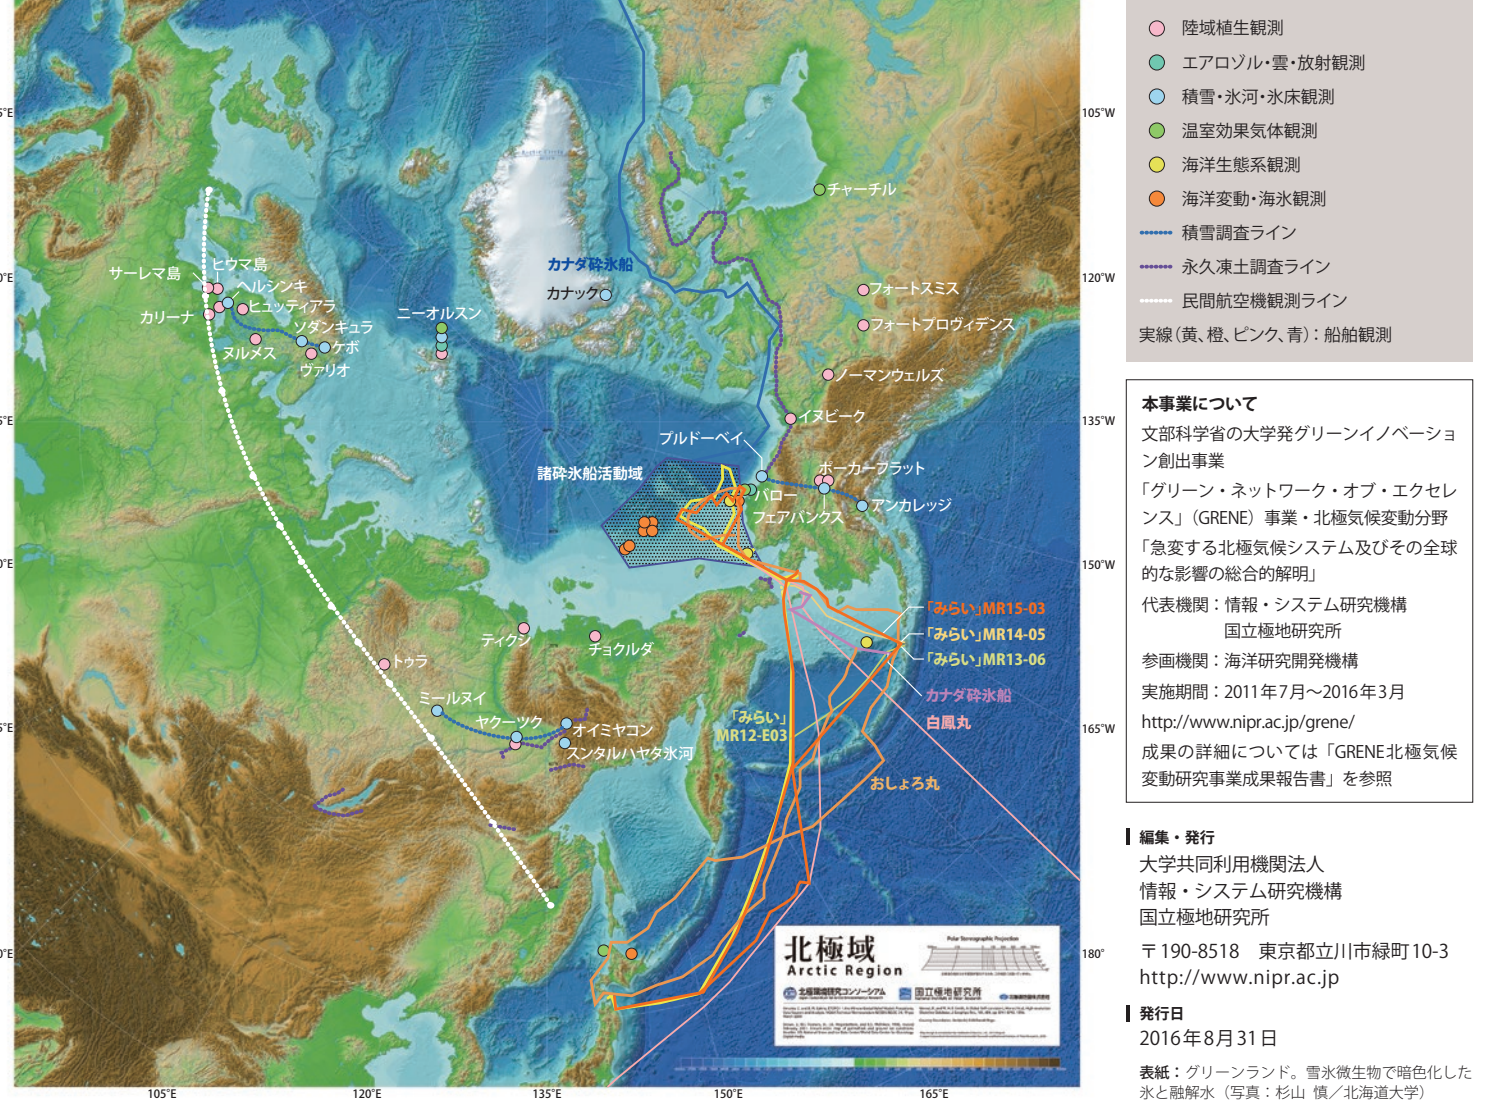 陸域植生観測
エアロゾル・雲・放射観測
積雪・氷河・氷床観測
温室効果気体観測
海洋生態系観測
海洋変動・海氷観測
積雪調査ライン
永久凍土調査ライン
民間航空機観測ライン
実線（黄、橙、ピンク、青）：船舶観測
105°W
120°W
135°W
150°W
165°W
180°
105°E
120°E
135°E
150°E
165°E
チャーチル
カナダ砕氷船
カナック
サーレマ島
ヒウマ島
ヘルシンキ
ヒュッティアラ
カリーナ
ソダンキュラ
ヌルメス
ケボ
ヴァリオ
ニーオルスン
フォートスミス
フォートプロヴィデンス
ノーマンウェルズ
イヌビーク
プルドーベイ
ポーカーフラット
諸砕氷船活動域
バロー
フェアバンクス
アンカレッジ
ティクシ
チョクルダ
トゥラ
ミールヌイ
ヤクーツク
オイミヤコン
スンタルハヤタ氷河
「みらい」MR15-03
「みらい」MR14-05
「みらい」MR13-06
カナダ砕氷船
白鳳丸
「みらい」
MR12-E03
おしょろ丸
北極域
Arctic Region
Polar Stereographic Projection
北極環境研究コンソーシアム
国立極地研究所
本事業について
文部科学省の大学発グリーンイノベーショ
ン創出事業
「グリーン・ネットワーク・オブ・エクセレ
ンス」（GRENE）事業・北極気候変動分野
「急変する北極気候システム及びその全球
的な影響の総合的解明」
代表機関：情報・システム研究機構
国立極地研究所
参画機関：海洋研究開発機構
実施期間：2011年7月～2016年3月
http://www.nipr.ac.jp/grene/
成果の詳細については「GRENE北極気候
変動研究事業成果報告書」を参照
編集・発行
大学共同利用機関法人
情報・システム研究機構
国立極地研究所
〒190-8518　東京都立川市緑町10-3
http://www.nipr.ac.jp
発行日
2016年8月31日
表紙：グリーンランド。雪氷微生物で暗色化した
氷と融解水（写真：杉山 慎／北海道大学）